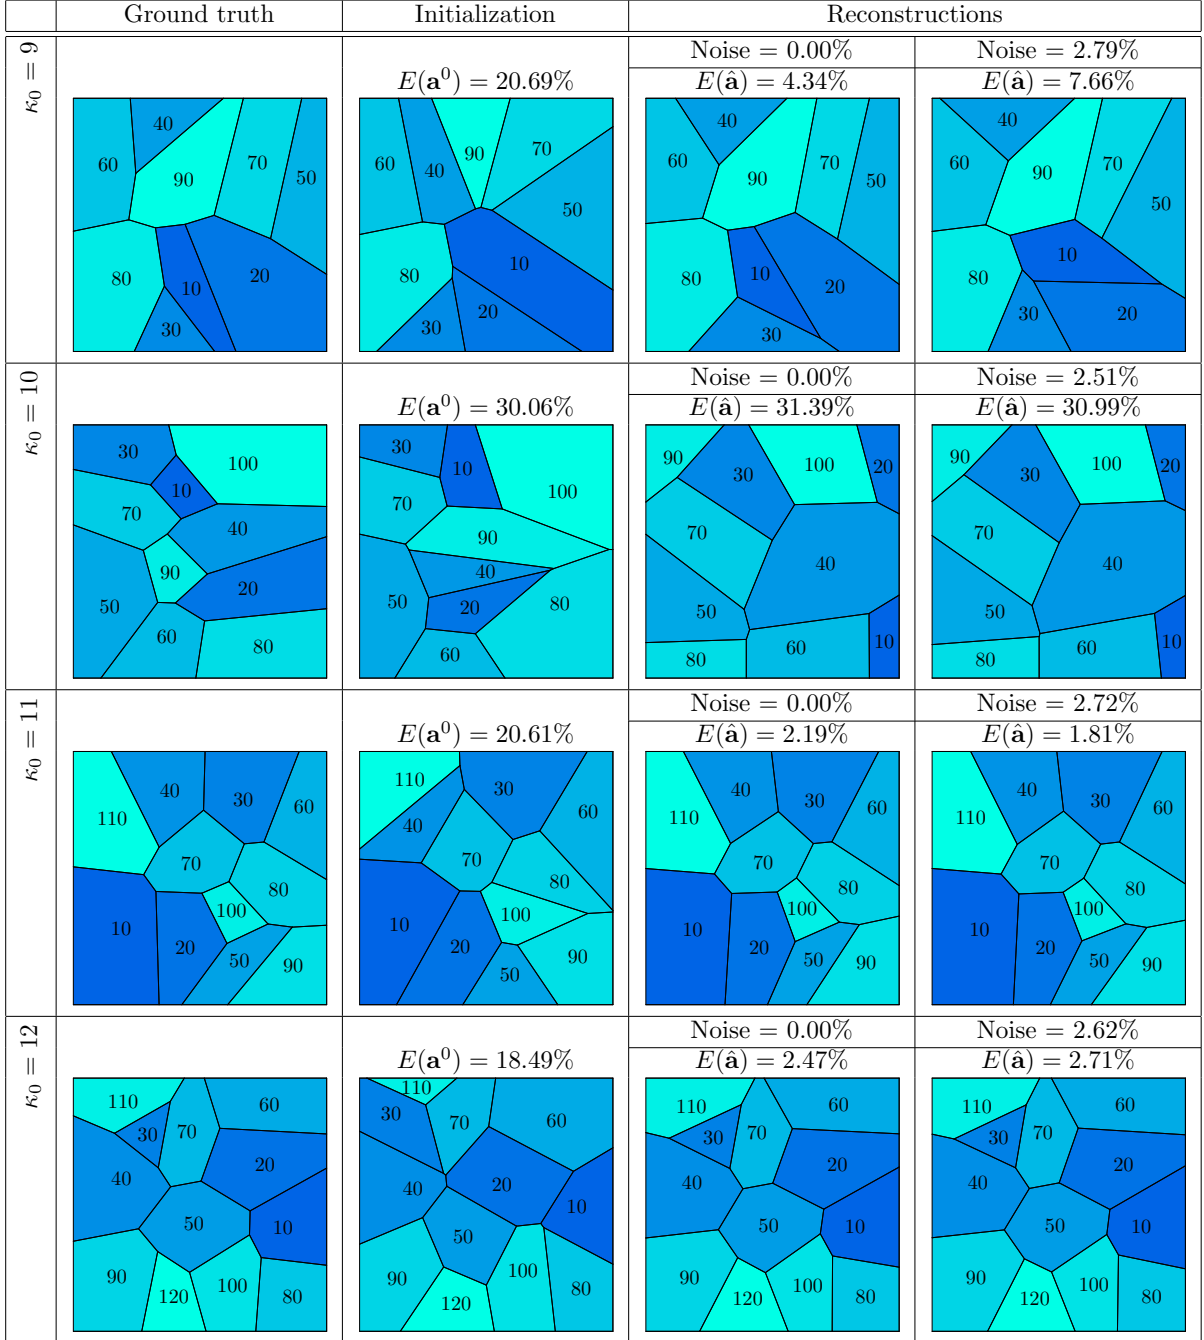 Ground truth Initialization Reconstructions
κ₀ = 9
Noise = 0.00% Noise = 2.79%
E(a⁰) = 20.69% E(â) = 4.34% E(â) = 7.66%
60 40 90 70 50 80 10 20 30
60 40 90 70 50 10 80 20 30
40 60 90 70 50 80 10 20 30
40 60 90 70 50 80 10 30 20
κ₀ = 10
Noise = 0.00% Noise = 2.51%
E(a⁰) = 30.06% E(â) = 31.39% E(â) = 30.99%
30 100 10 70 40 90 20 50 60 80
30 10 100 70 90 40 50 20 80 60
90 30 100 20 70 40 50 60 80 10
90 30 100 20 70 40 50 60 80 10
κ₀ = 11
Noise = 0.00% Noise = 2.72%
E(a⁰) = 20.61% E(â) = 2.19% E(â) = 1.81%
110 40 30 60 70 80 100 10 20 50 90
110 30 60 40 70 80 100 10 20 90 50
110 40 30 60 70 80 100 10 20 50 90
110 40 30 60 70 80 100 10 20 50 90
κ₀ = 12
Noise = 0.00% Noise = 2.62%
E(a⁰) = 18.49% E(â) = 2.47% E(â) = 2.71%
110 60 30 70 20 40 50 10 90 120 100 80
110 30 70 60 40 20 10 50 90 100 120 80
110 60 30 70 20 40 50 10 90 120 100 80
110 60 30 70 20 40 50 10 90 120 100 80